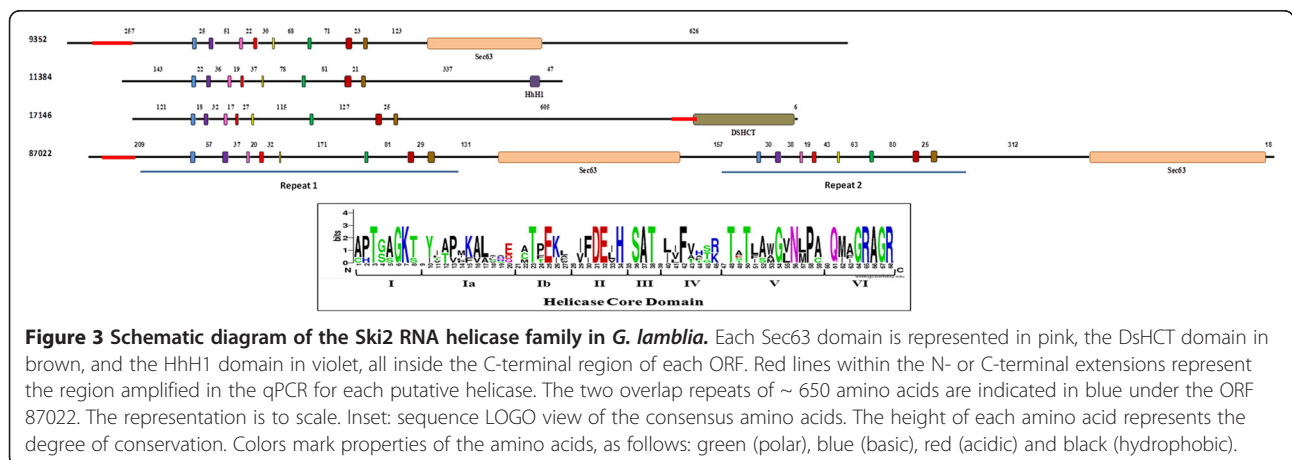 257 25 51 22 30 65 71 23 123 626
9352
Sec63
143 22 36 19 37 78 81 21 337 47
11384
HhH1
121 18 32 17 27 115 127 25 605 6
17146
DSHCT
209 57 37 20 32 171 81 29 131 157 30 38 19 43 63 80 25 312 18
87022
Sec63 Sec63
Repeat 1 Repeat 2
4
3
2
1
0
bits
N C
I Ia Ib II III IV V VI
Helicase Core Domain
Figure 3 Schematic diagram of the Ski2 RNA helicase family in G. lamblia. Each Sec63 domain is represented in pink, the DsHCT domain in
brown, and the HhH1 domain in violet, all inside the C-terminal region of each ORF. Red lines within the N- or C-terminal extensions represent
the region amplified in the qPCR for each putative helicase. The two overlap repeats of ~ 650 amino acids are indicated in blue under the ORF
87022. The representation is to scale. Inset: sequence LOGO view of the consensus amino acids. The height of each amino acid represents the
degree of conservation. Colors mark properties of the amino acids, as follows: green (polar), blue (basic), red (acidic) and black (hydrophobic).